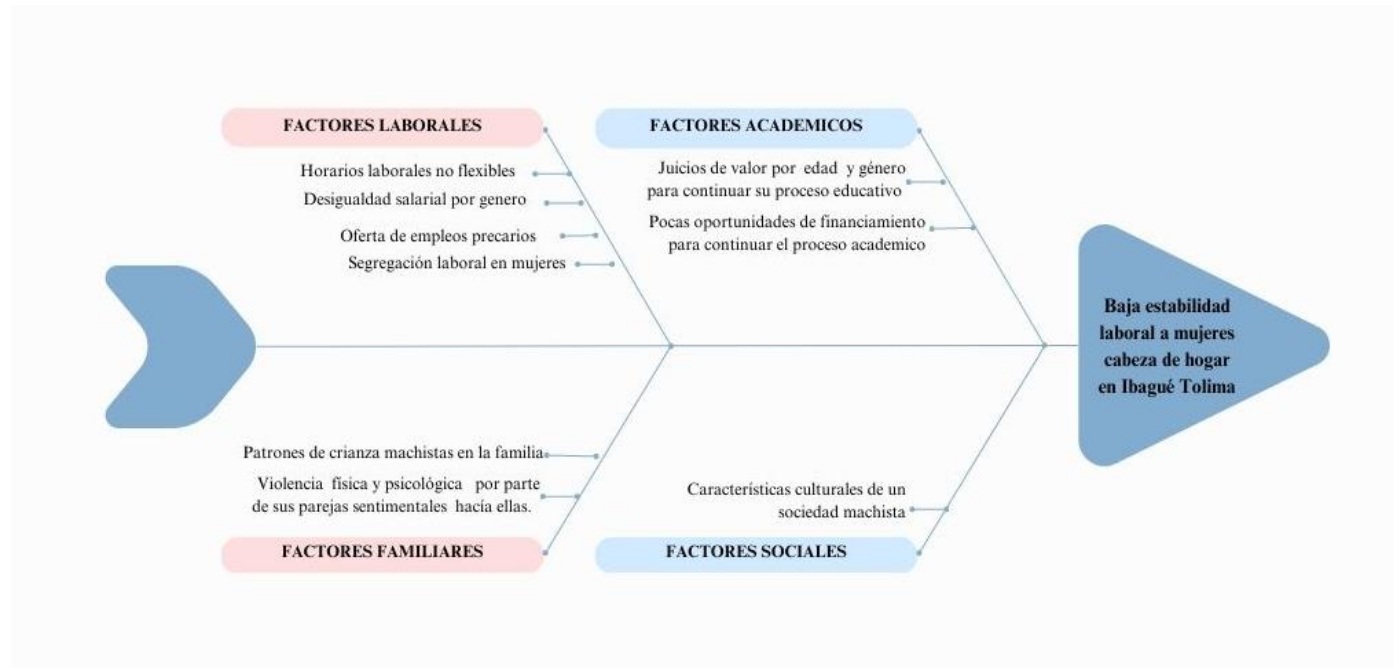 FACTORES LABORALES
Horarios laborales no flexibles
Desigualdad salarial por genero
Oferta de empleos precarios
Segregación laboral en mujeres
FACTORES ACADEMICOS
Juicios de valor por edad y género
para continuar su proceso educativo
Pocas oportunidades de financiamiento
para continuar el proceso academico
Baja estabilidad
laboral a mujeres
cabeza de hogar
en Ibagué Tolima
Patrones de crianza machistas en la familia
Violencia física y psicológica por parte
de sus parejas sentimentales hacía ellas.
FACTORES FAMILIARES
Características culturales de un
sociedad machista
FACTORES SOCIALES